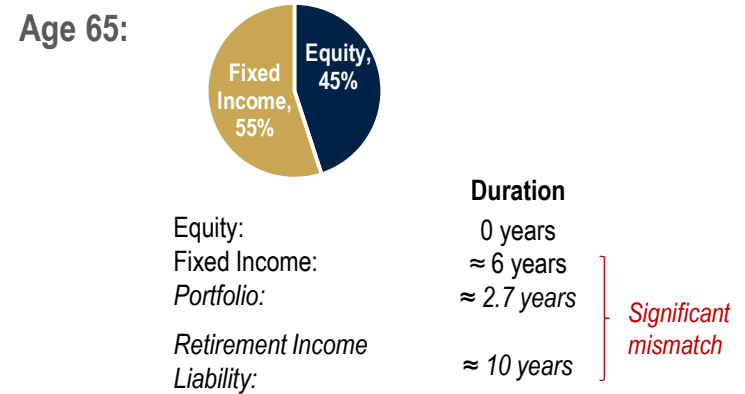 Age 65:
Equity,
45%
Fixed
Income,
55%
Duration
Equity: 0 years
Fixed Income: ≈ 6 years
Portfolio: ≈ 2.7 years
Significant
mismatch
Retirement Income
Liability: ≈ 10 years